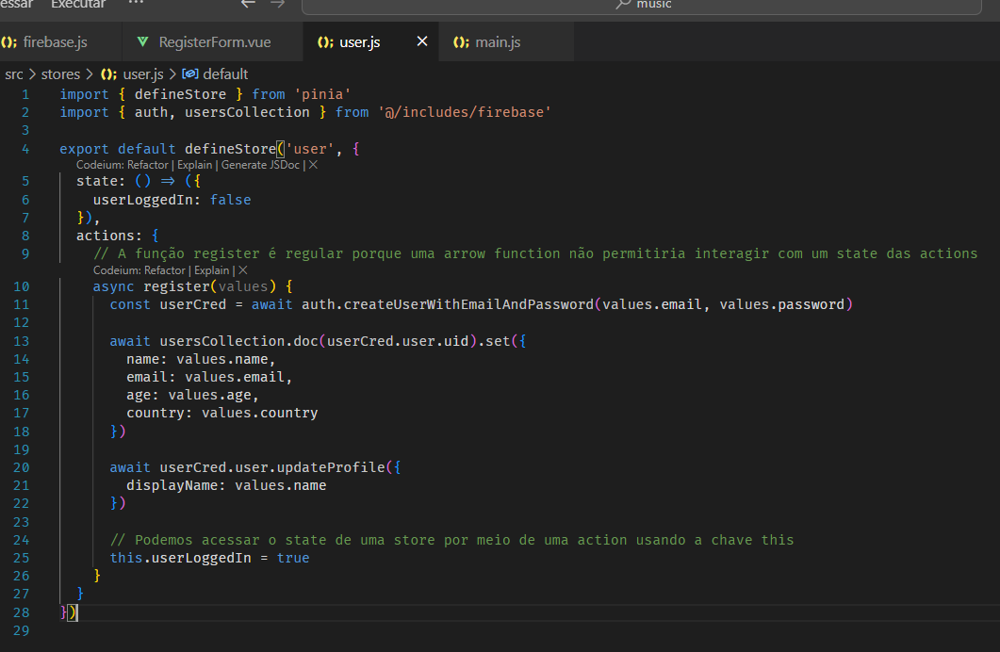 essar Executar ...
music
firebase.js RegisterForm.vue user.js main.js
src > stores > user.js > default
1 import { defineStore } from 'pinia'
2 import { auth, usersCollection } from '@/includes/firebase'
3
4 export default defineStore('user', {
Codeium: Refactor | Explain | Generate JSDoc | X
5 state: () => ({
6 userLoggedIn: false
7 }),
8 actions: {
9 // A função register é regular porque uma arrow function não permitiria interagir com um state das actions
Codeium: Refactor | Explain | X
10 async register(values) {
11 const userCred = await auth.createUserWithEmailAndPassword(values.email, values.password)
12
13 await usersCollection.doc(userCred.user.uid).set({
14 name: values.name,
15 email: values.email,
16 age: values.age,
17 country: values.country
18 })
19
20 await userCred.user.updateProfile({
21 displayName: values.name
22 })
23
24 // Podemos acessar o state de uma store por meio de uma action usando a chave this
25 this.userLoggedIn = true
26 }
27 }
28 })
29